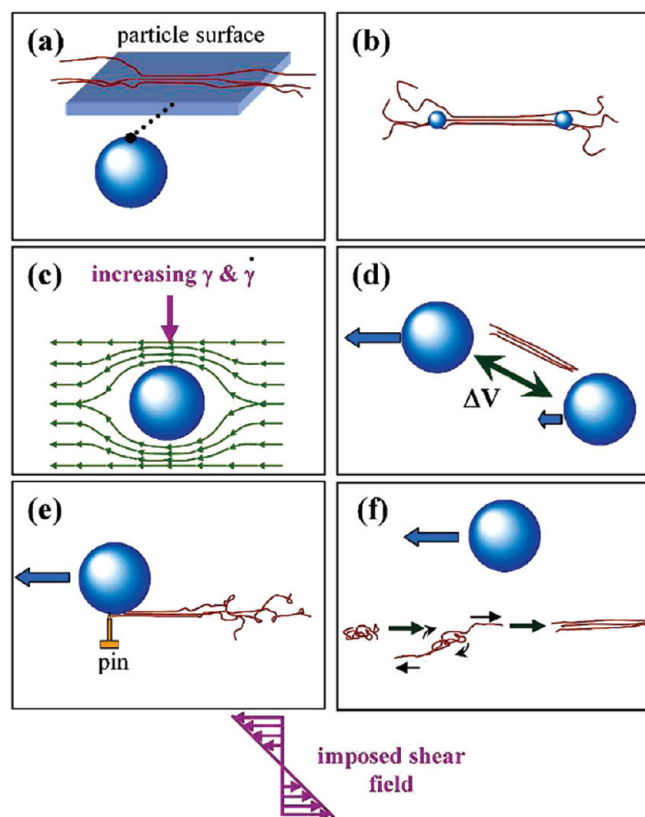 (a)
particle surface
(b)
(c)
increasing γ & γ̇
(d)
ΔV
(e)
pin
(f)
imposed shear
field